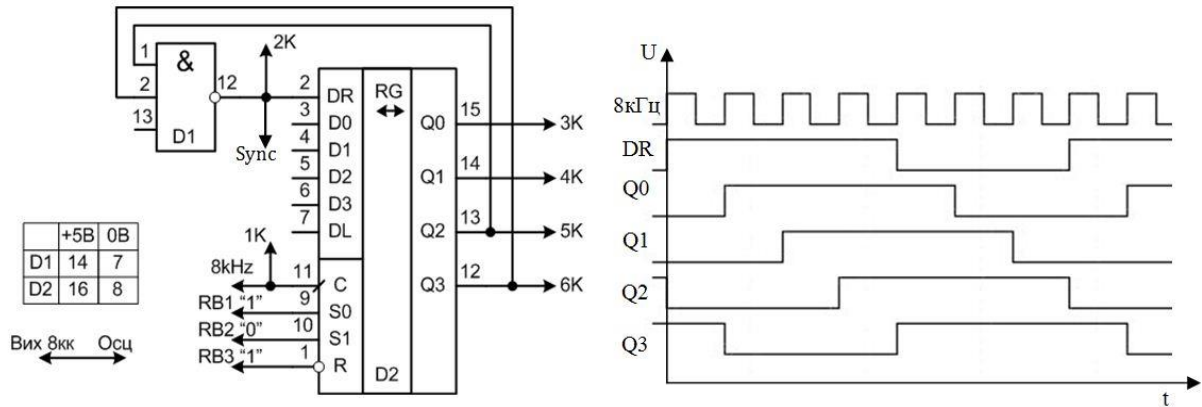 1
2
13
&
D1
12
2K
Sync
2 DR
3 D0
4 D1
5 D2
6 D3
7 DL
1K
8kHz 11 C
RB1 "1" 9 S0
RB2 "0" 10 S1
RB3 "1" 1 R
RG
D2
Q0 15 3K
Q1 14 4K
Q2 13 5K
Q3 12 6K
+5В 0В
D1 14 7
D2 16 8
Вих 8кк Осц
U
8кГц
DR
Q0
Q1
Q2
Q3
t